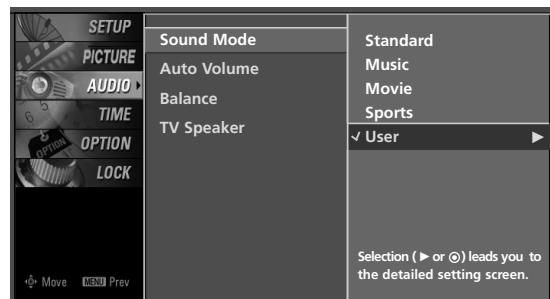 SETUP
PICTURE
AUDIO
TIME
OPTION
LOCK
Move MENU Prev
Sound Mode
Auto Volume
Balance
TV Speaker
Standard
Music
Movie
Sports
✓ User ▶
Selection ( ▶ or ◉ ) leads you to
the detailed setting screen.